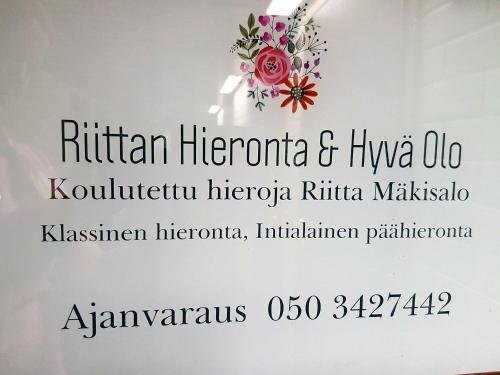 Riittan Hieronta & Hyvä Olo
Koulutettu hieroja Riitta Mäkisalo
Klassinen hieronta, Intialainen päähieronta
Ajanvaraus 050 3427442